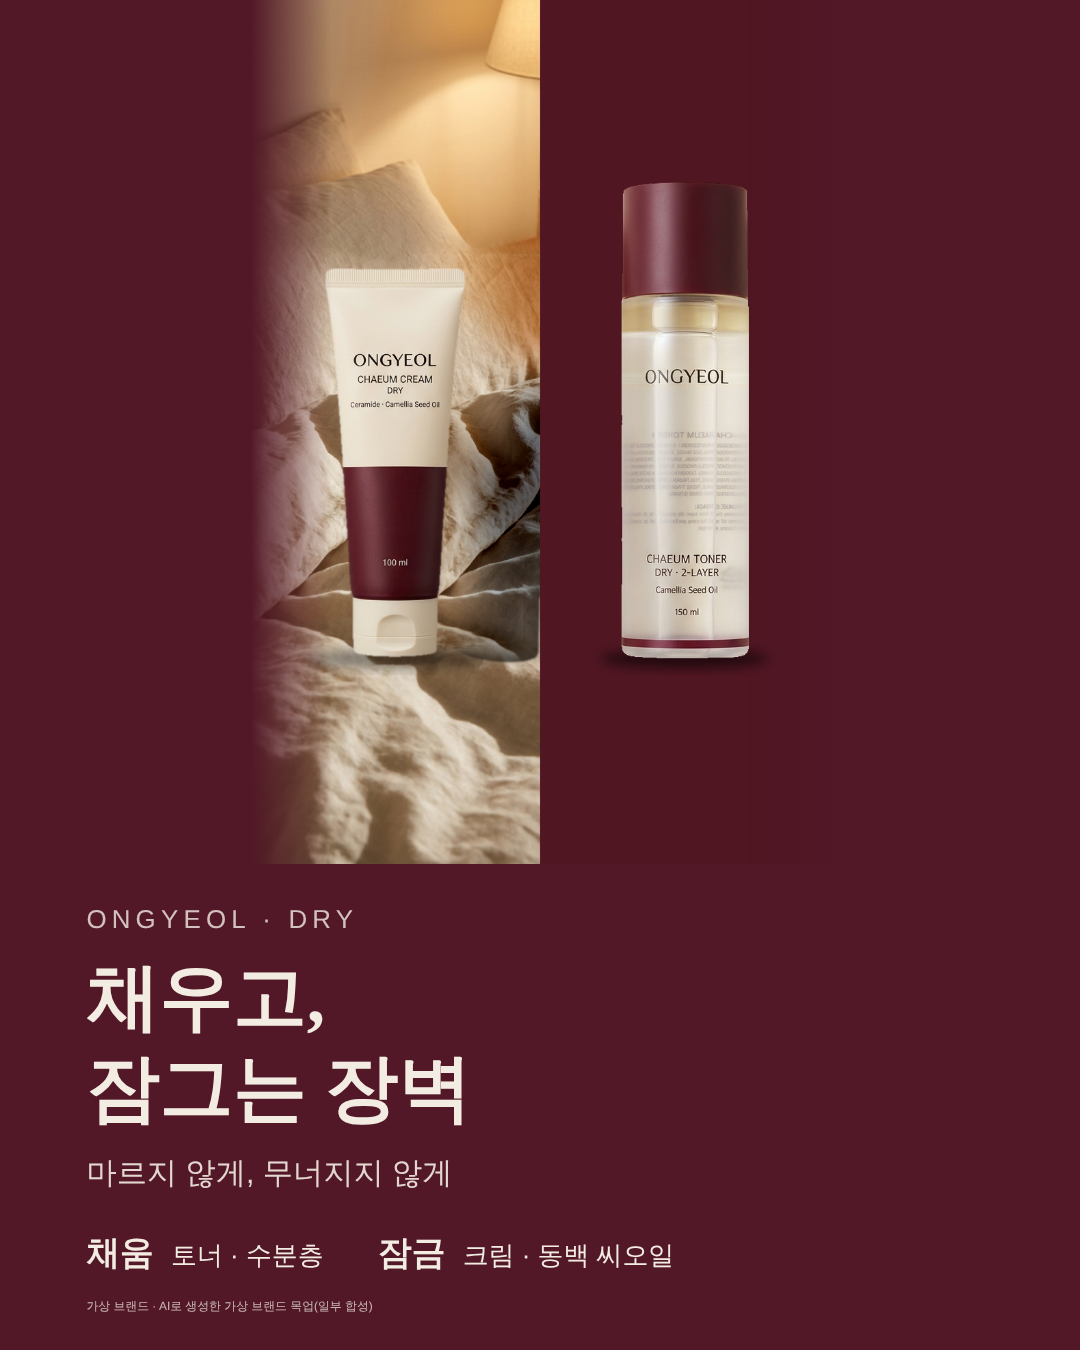 ONGYEOL
CHAEUM CREAM
DRY
Ceramide · Camellia Seed Oil
100 ml
ONGYEOL
CHAEUM TONER
DRY · 2-LAYER
Camellia Seed Oil
150 ml
ONGYEOL · DRY
채우고,
잠그는 장벽
마르지 않게, 무너지지 않게
채움 토너 · 수분층 잠금 크림 · 동백 씨오일
가상 브랜드 · AI로 생성한 가상 브랜드 목업(일부 합성)